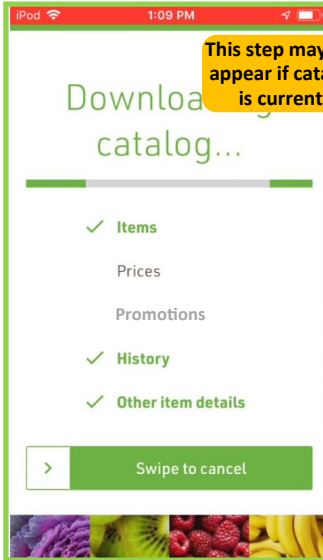 iPod 1:09 PM
This step may
appear if cata
is current
Downloa g
catalog...
Items
Prices
Promotions
History
Other item details
> Swipe to cancel